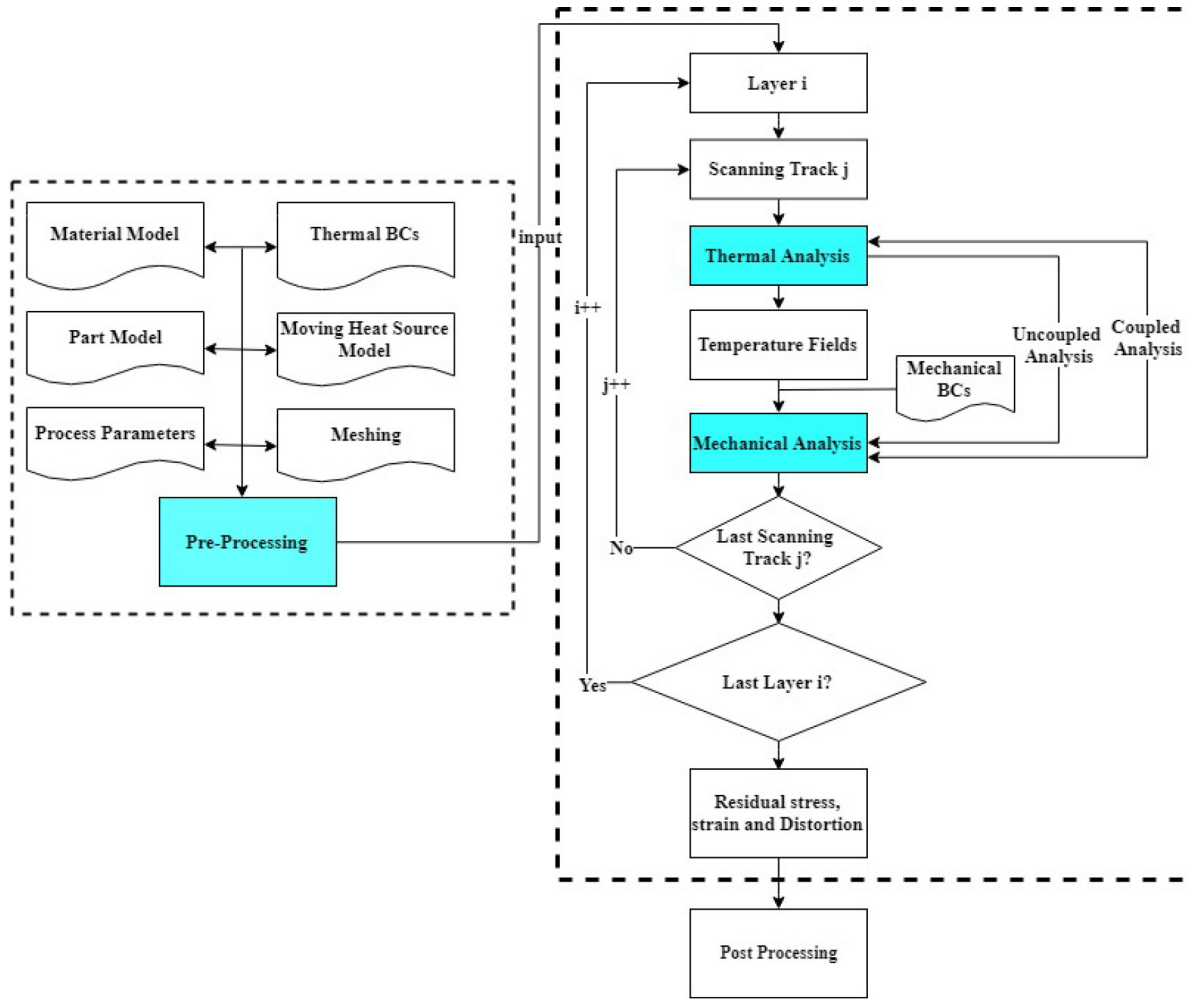 Material Model
Thermal BCs
Part Model
Moving Heat Source
Model
Process Parameters
Meshing
Pre-Processing
input
Layer i
Scanning Track j
Thermal Analysis
i++
j++
Temperature Fields
Uncoupled
Analysis
Coupled
Analysis
Mechanical
BCs
Mechanical Analysis
Last Scanning
Track j?
No
Last Layer i?
Yes
Residual stress,
strain and Distortion
Post Processing